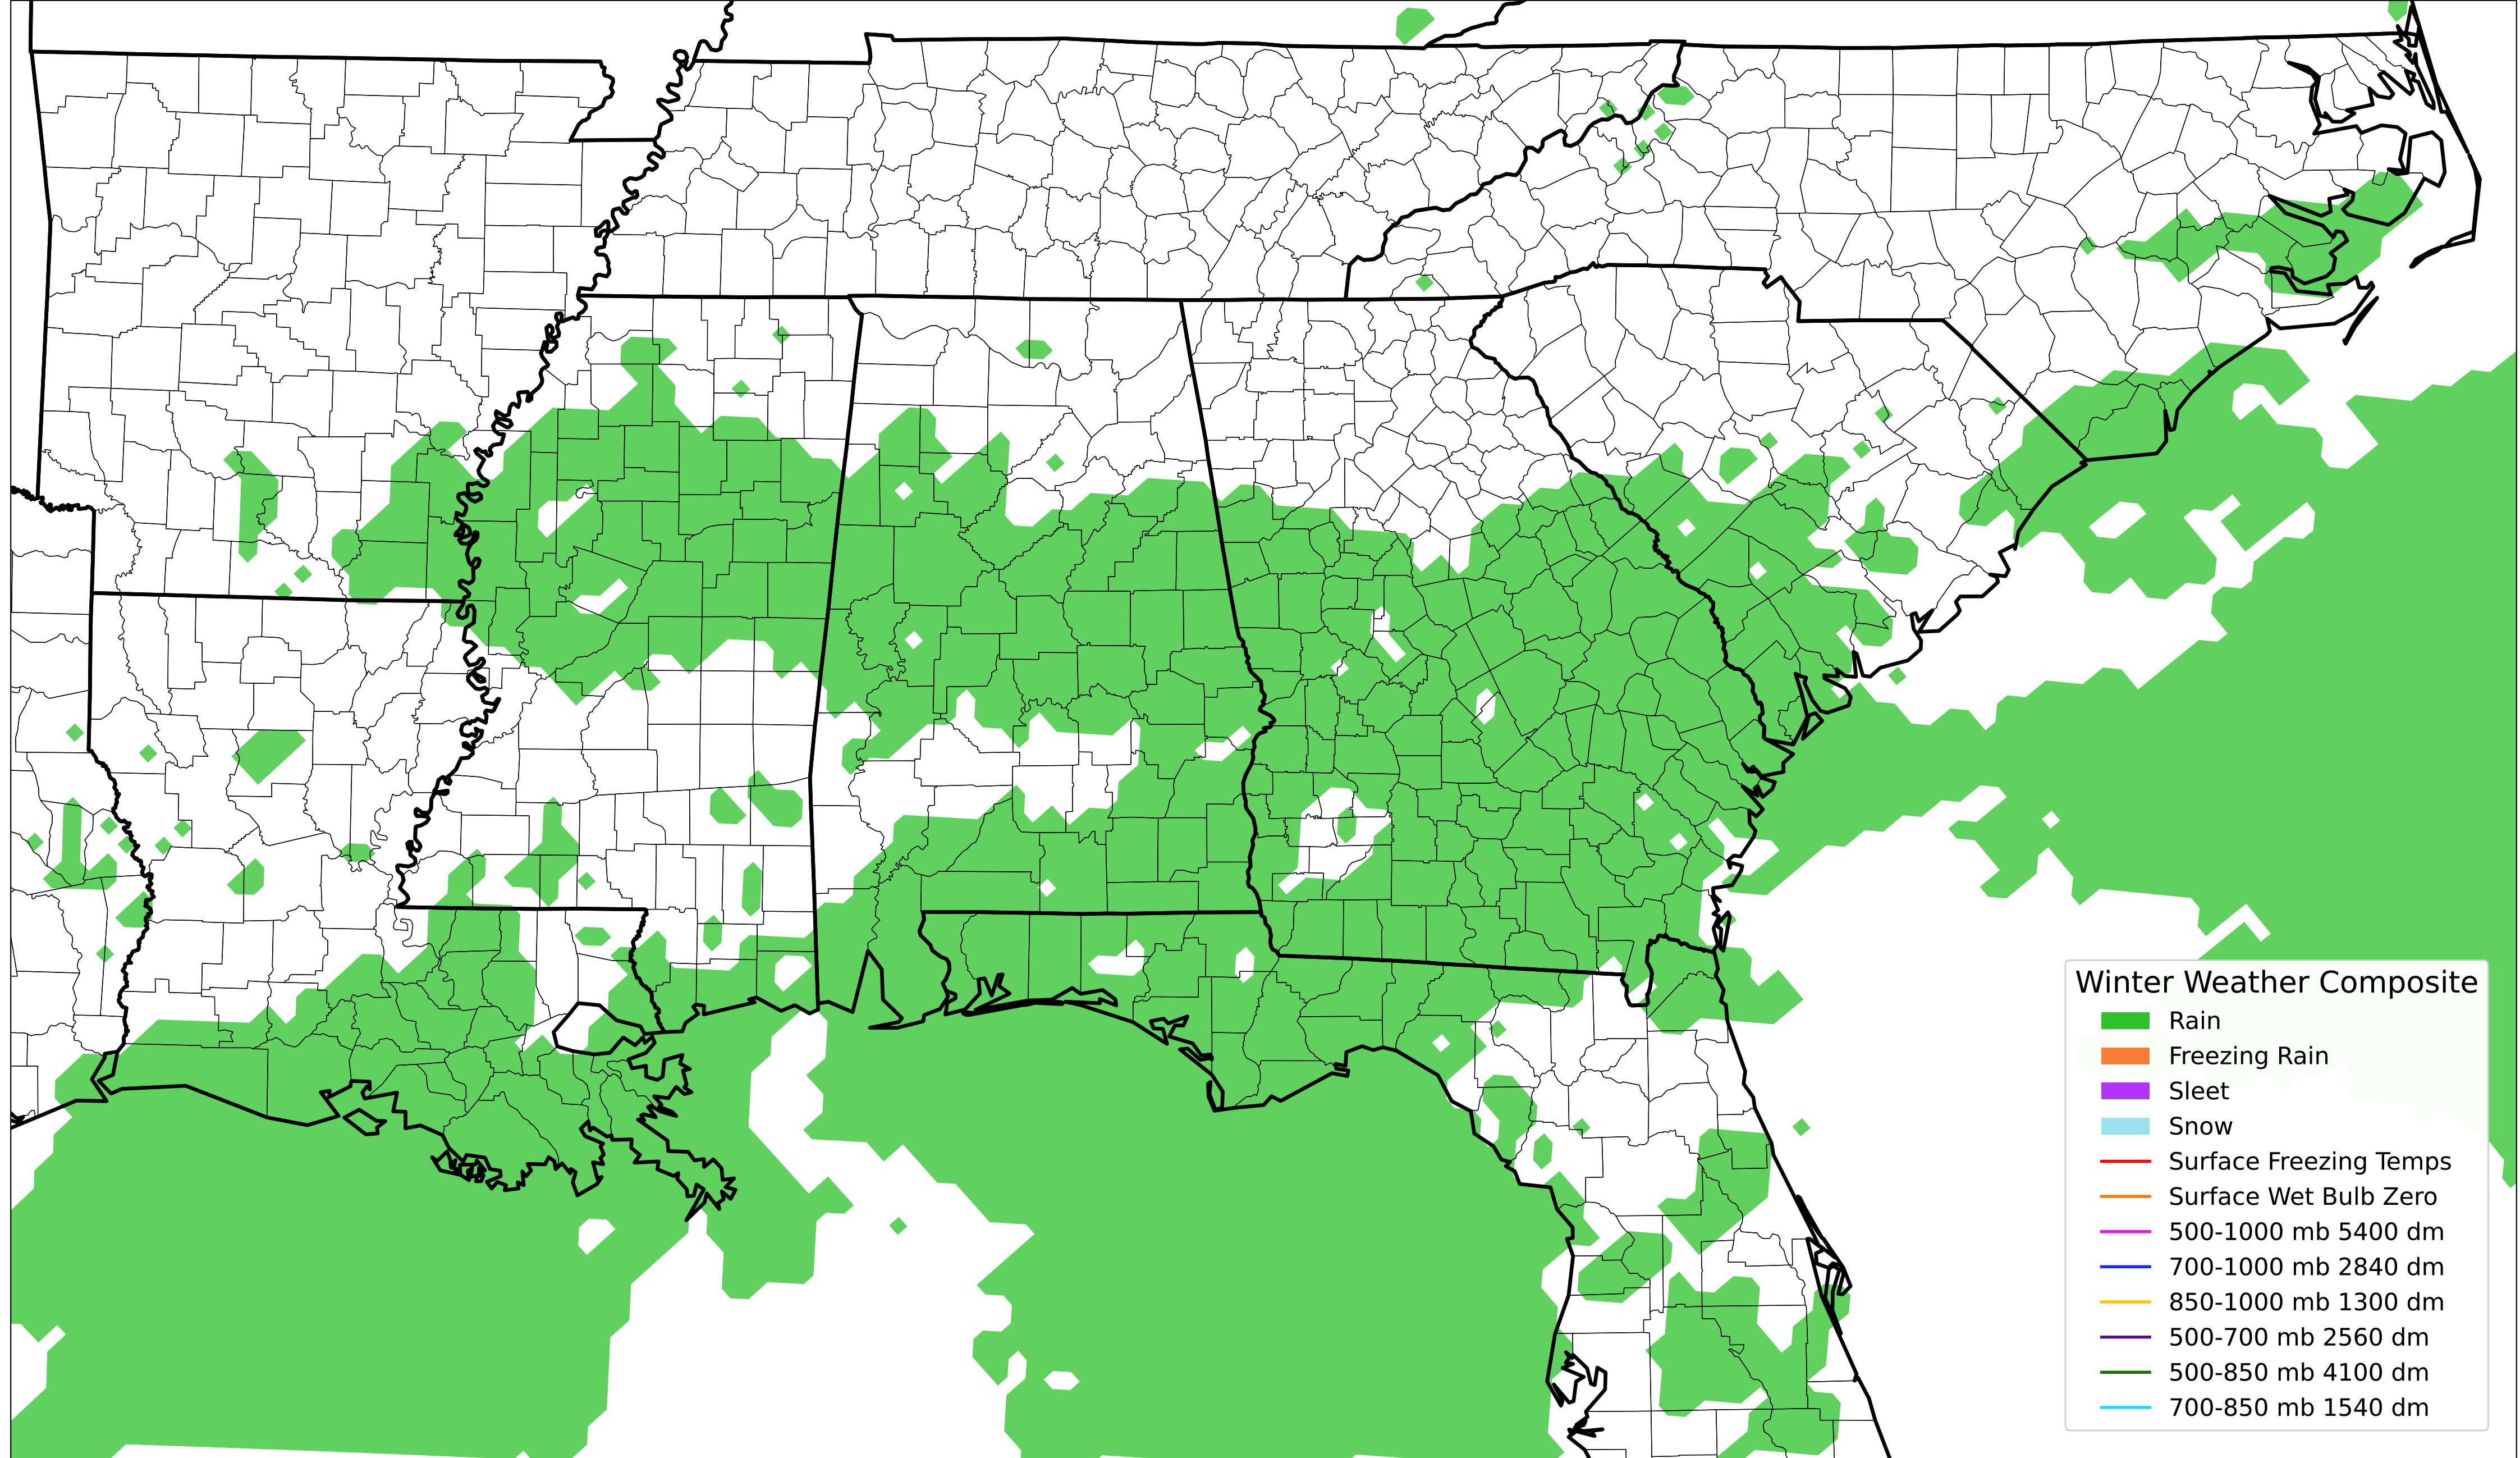 Winter Weather Composite
Rain
Freezing Rain
Sleet
Snow
Surface Freezing Temps
Surface Wet Bulb Zero
500-1000 mb 5400 dm
700-1000 mb 2840 dm
850-1000 mb 1300 dm
500-700 mb 2560 dm
500-850 mb 4100 dm
700-850 mb 1540 dm